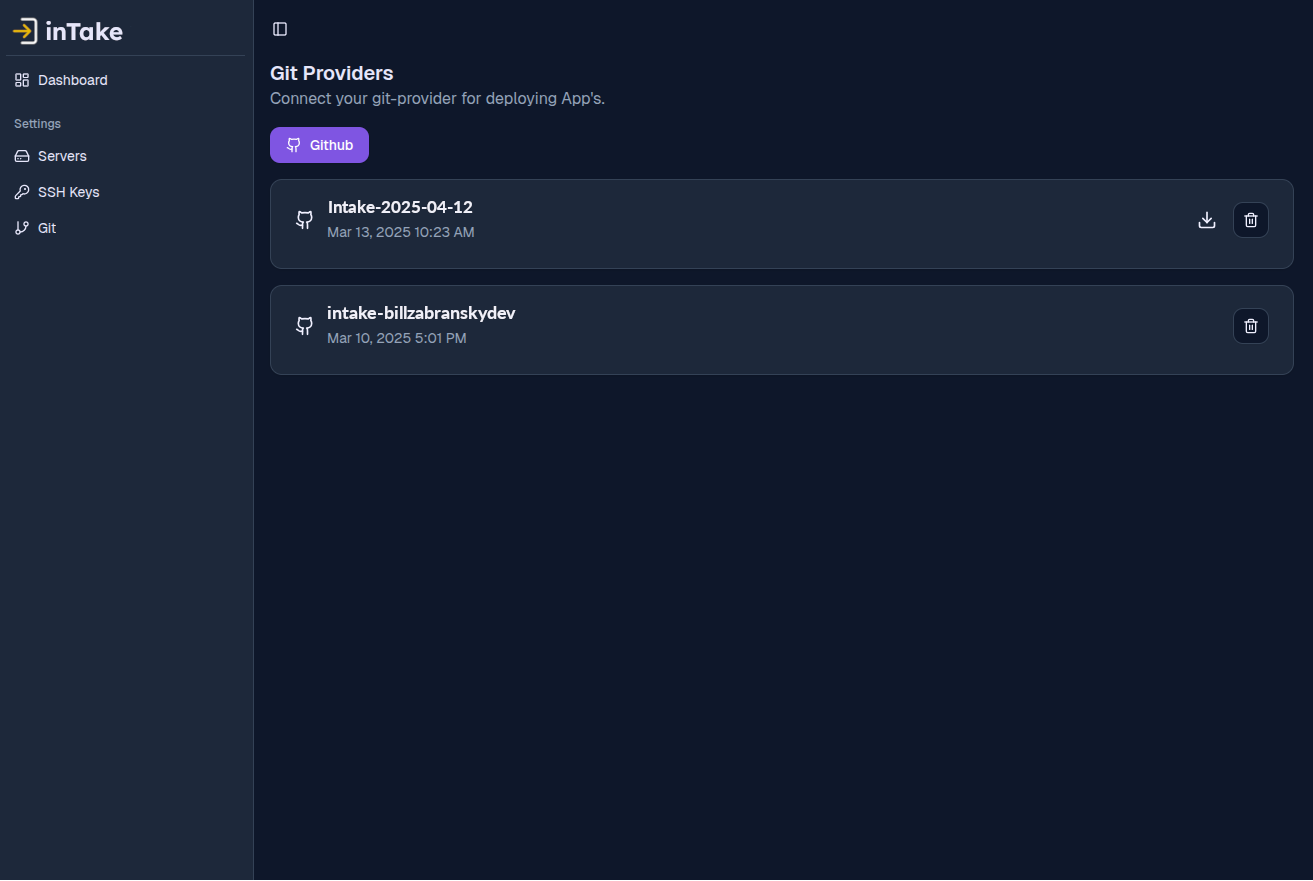 inTake
Dashboard
Settings
Servers
SSH Keys
Git
Git Providers
Connect your git-provider for deploying App's.
Github
Intake-2025-04-12
Mar 13, 2025 10:23 AM
intake-billzabranskydev
Mar 10, 2025 5:01 PM